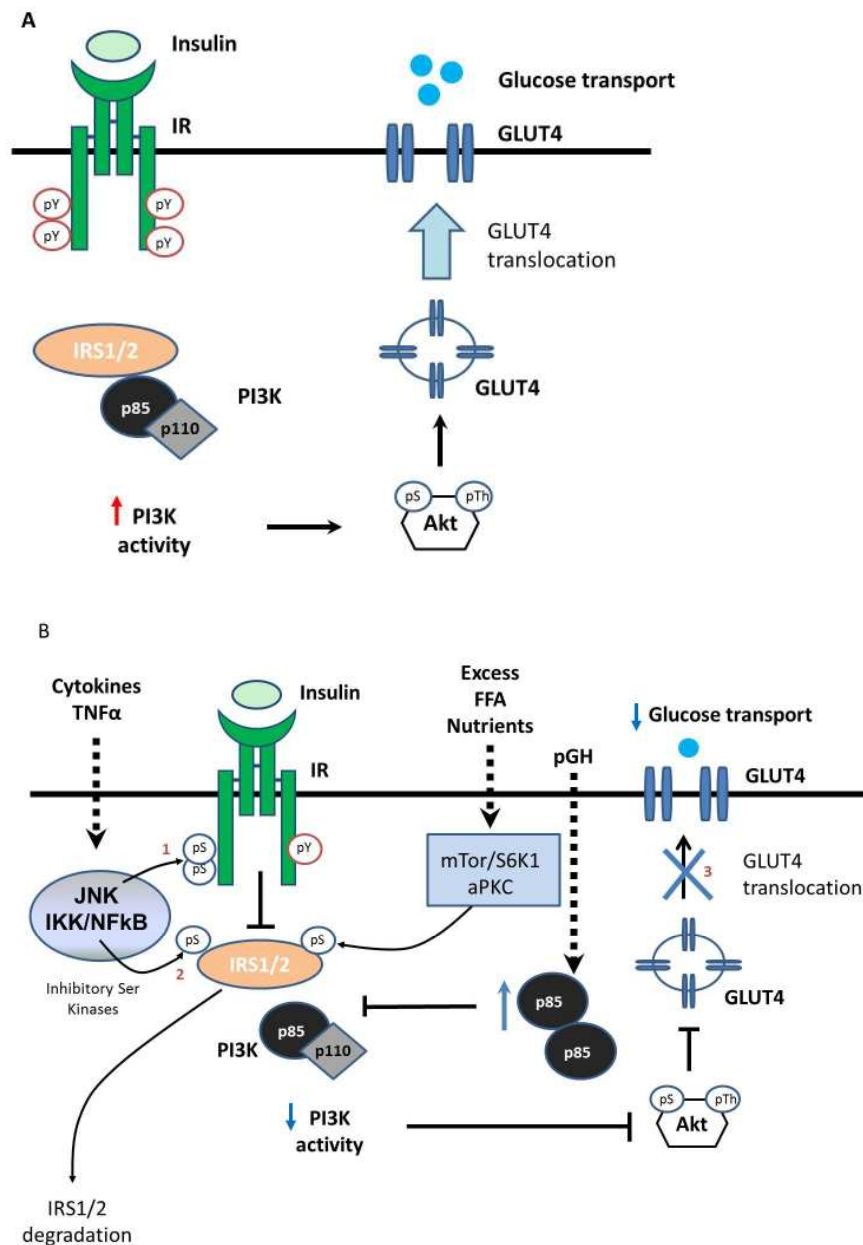 A
Insulin
IR
pY
pY
pY
pY
Glucose transport
GLUT4
GLUT4
translocation
GLUT4
IRS1/2
p85
p110
PI3K
PI3K
activity
pS
pTh
Akt
B
Cytokines
TNFα
Insulin
IR
Excess
FFA
Nutrients
pGH
Glucose transport
GLUT4
1
pS
pS
pY
JNK
IKK/NFkB
mTor/S6K1
aPKC
3
GLUT4
translocation
pS
2
pS
IRS1/2
Inhibitory Ser
Kinases
GLUT4
p85
p85
PI3K
p85
p110
PI3K
activity
pS
pTh
Akt
IRS1/2
degradation